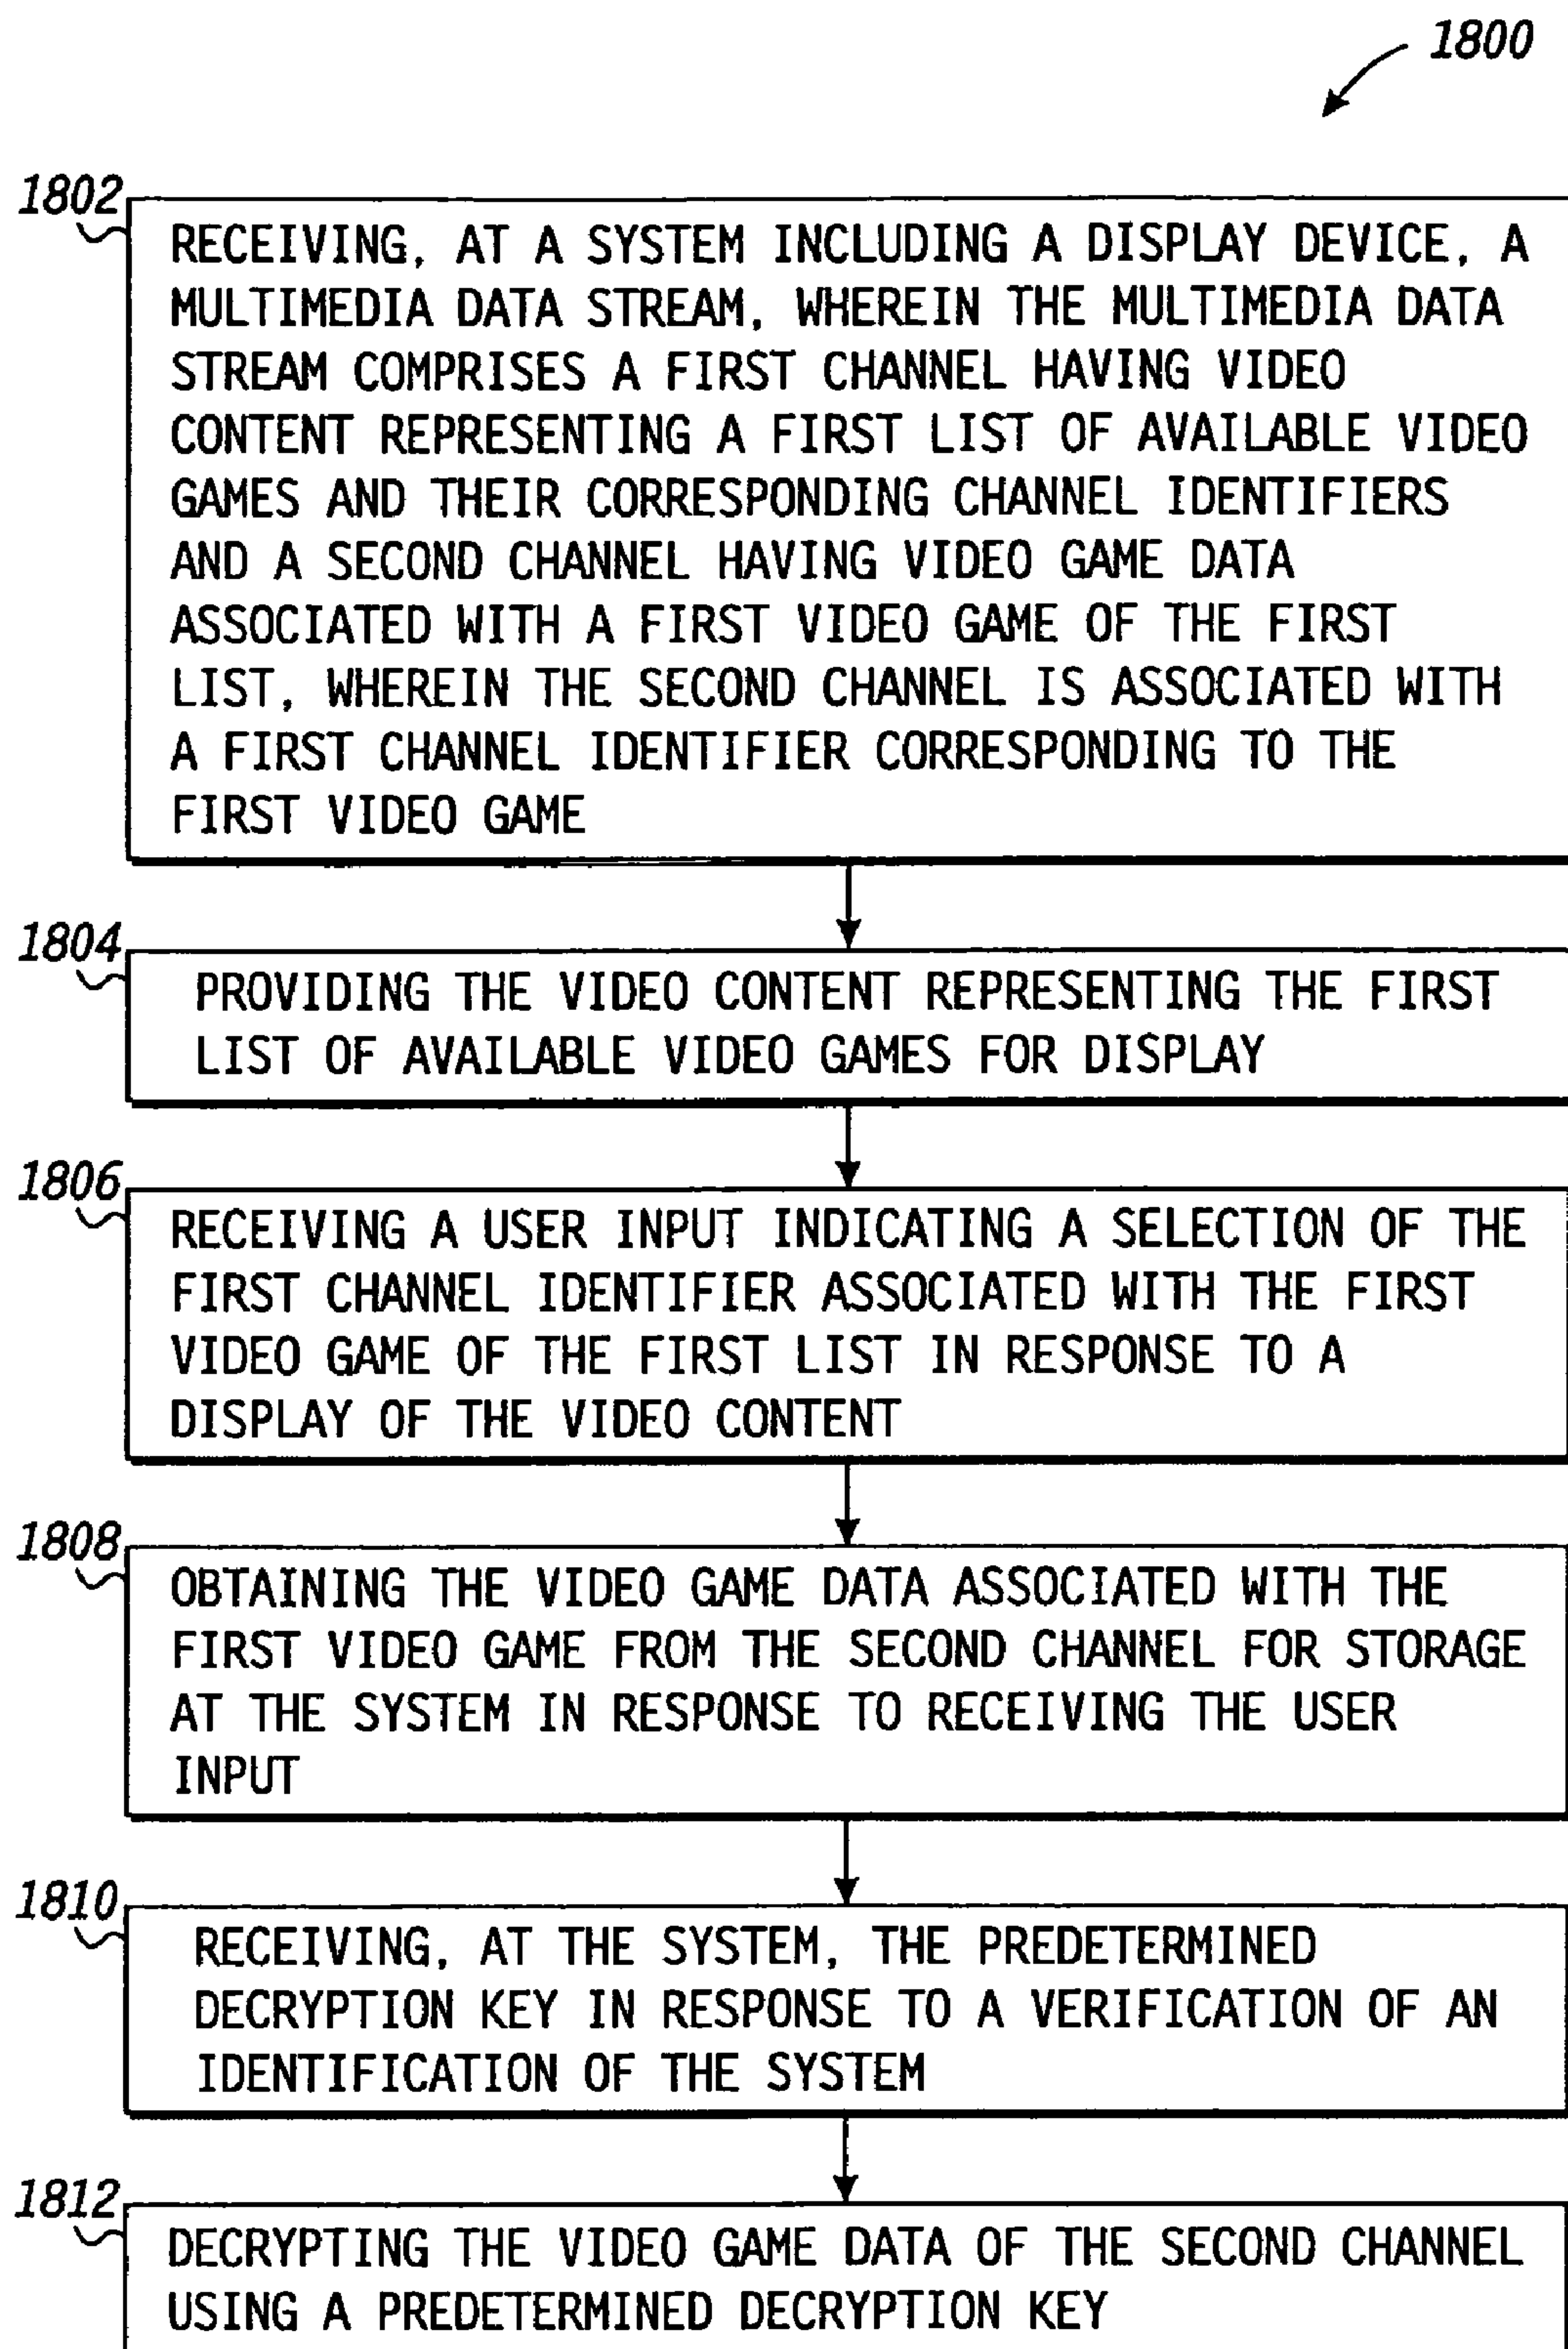 1800
1802
RECEIVING, AT A SYSTEM INCLUDING A DISPLAY DEVICE, A
MULTIMEDIA DATA STREAM, WHEREIN THE MULTIMEDIA DATA
STREAM COMPRISES A FIRST CHANNEL HAVING VIDEO
CONTENT REPRESENTING A FIRST LIST OF AVAILABLE VIDEO
GAMES AND THEIR CORRESPONDING CHANNEL IDENTIFIERS
AND A SECOND CHANNEL HAVING VIDEO GAME DATA
ASSOCIATED WITH A FIRST VIDEO GAME OF THE FIRST
LIST, WHEREIN THE SECOND CHANNEL IS ASSOCIATED WITH
A FIRST CHANNEL IDENTIFIER CORRESPONDING TO THE
FIRST VIDEO GAME
1804
PROVIDING THE VIDEO CONTENT REPRESENTING THE FIRST
LIST OF AVAILABLE VIDEO GAMES FOR DISPLAY
1806
RECEIVING A USER INPUT INDICATING A SELECTION OF THE
FIRST CHANNEL IDENTIFIER ASSOCIATED WITH THE FIRST
VIDEO GAME OF THE FIRST LIST IN RESPONSE TO A
DISPLAY OF THE VIDEO CONTENT
1808
OBTAINING THE VIDEO GAME DATA ASSOCIATED WITH THE
FIRST VIDEO GAME FROM THE SECOND CHANNEL FOR STORAGE
AT THE SYSTEM IN RESPONSE TO RECEIVING THE USER
INPUT
1810
RECEIVING, AT THE SYSTEM, THE PREDETERMINED
DECRYPTION KEY IN RESPONSE TO A VERIFICATION OF AN
IDENTIFICATION OF THE SYSTEM
1812
DECRYPTING THE VIDEO GAME DATA OF THE SECOND CHANNEL
USING A PREDETERMINED DECRYPTION KEY